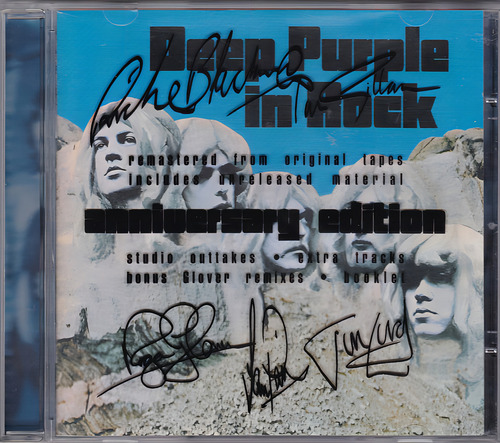 Deep Purple
in Rock
remastered from original tapes
includes unreleased material
anniversary edition
studio outtakes • extra tracks
bonus Glover remixes • booklet